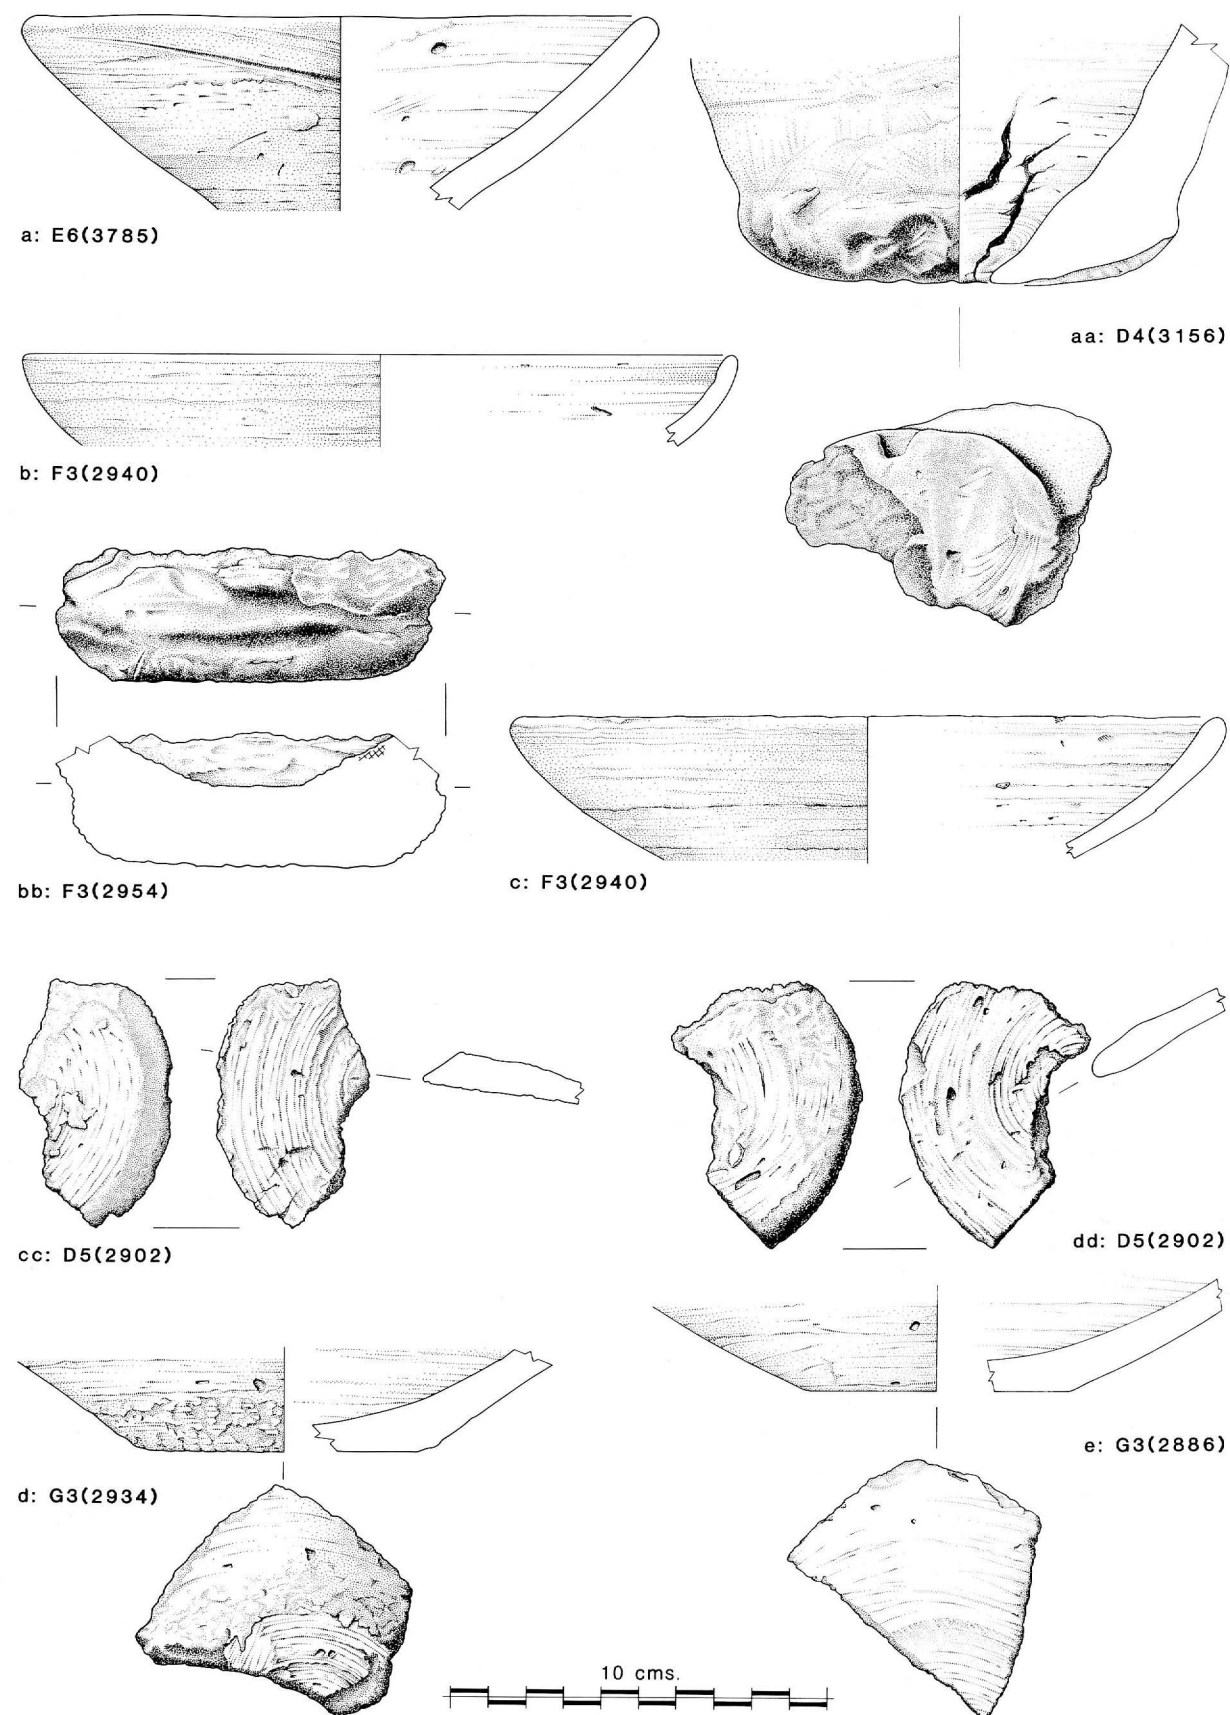 a: E6(3785)
aa: D4(3156)
b: F3(2940)
bb: F3(2954)
c: F3(2940)
cc: D5(2902)
dd: D5(2902)
e: G3(2886)
d: G3(2934)
10 cms.